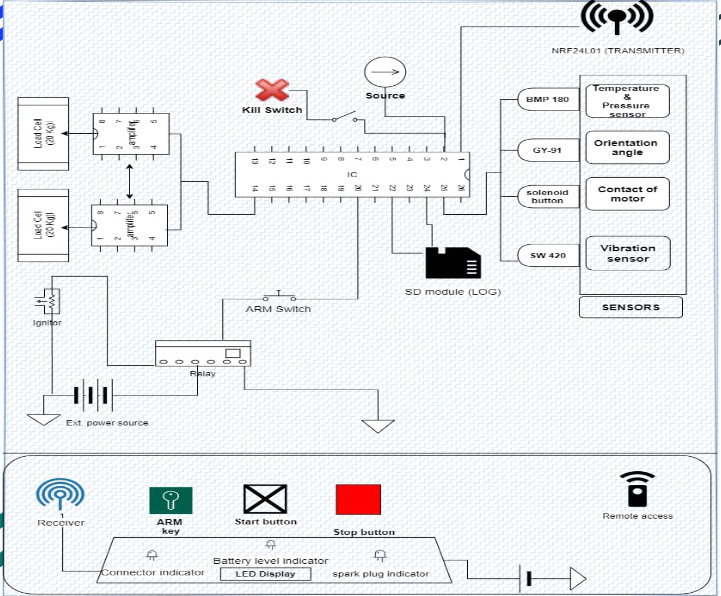 NRF24L01 (TRANSMITTER)
Source
Kill Switch
Load Cell
(20 Kg)
amplifer
8 7 6 5
1 2 3 4
Load Cell
(20 Kg)
amplifer
8 7 6 5
1 2 3 4
13 12 11 10 9 8 7 6 5 4 3 2 1
IC
14 15 16 17 18 19 20 21 22 23 24 25 26
BMP 180
Temperature
&
Pressure
sensor
GY-91
Orientation
angle
solenoid
button
Contact of
motor
SW 420
Vibration
sensor
SENSORS
SD module (LOG)
ARM Switch
Ignitor
Relay
Ext. power source
Receiver
ARM
key
Start button
Stop button
Remote access
Connector indicator
Battery level indicator
LED Display
spark plug indicator